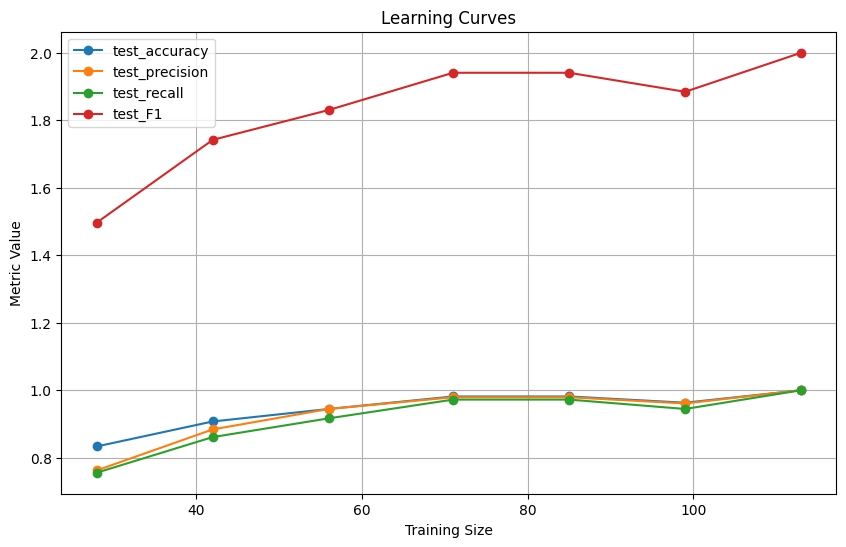 Learning Curves
test_accuracy
test_precision
test_recall
test_F1
2.0
1.8
1.6
1.4
1.2
1.0
0.8
Metric Value
40
60
80
100
Training Size